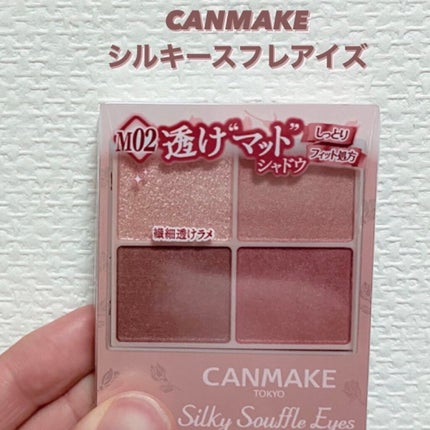 CANMAKE
シルキースフレアイズ
M02 透け"マット"
シャドウ
しっとり
フィット処方
繊細透けラメ
CANMAKE
TOKYO
Silky Souffle Eyes